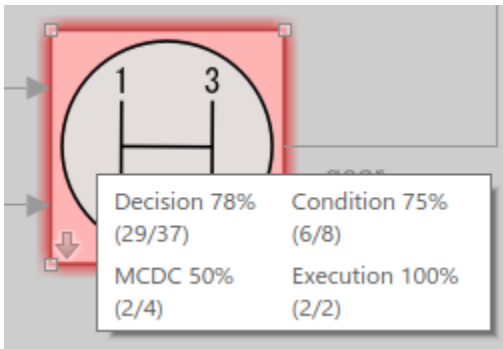 1 3
Decision 78% Condition 75%
(29/37) (6/8)
MCDC 50% Execution 100%
(2/4) (2/2)